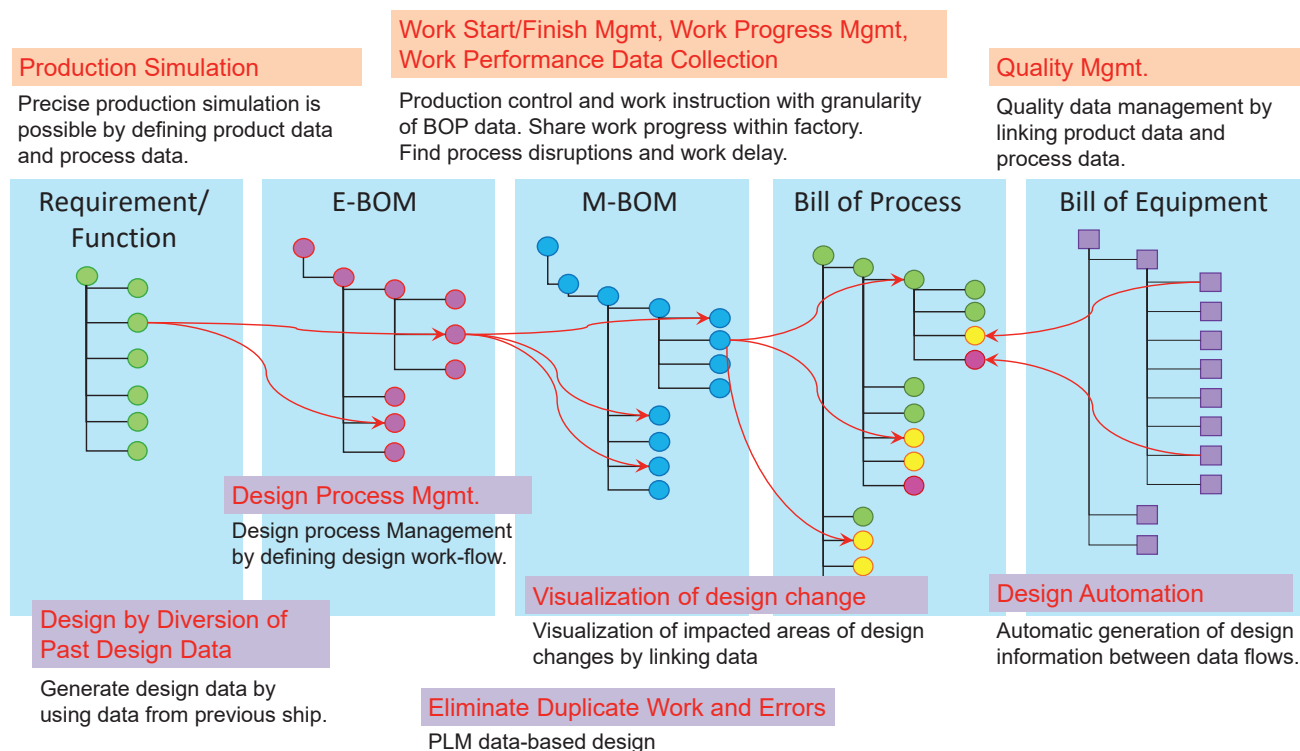 Production Simulation
Precise production simulation is
possible by defining product data
and process data.
Work Start/Finish Mgmt, Work Progress Mgmt,
Work Performance Data Collection
Production control and work instruction with granularity
of BOP data. Share work progress within factory.
Find process disruptions and work delay.
Quality Mgmt.
Quality data management by
linking product data and
process data.
Requirement/
Function
E-BOM
M-BOM
Bill of Process
Bill of Equipment
Design Process Mgmt.
Design process Management
by defining design work-flow.
Design by Diversion of
Past Design Data
Generate design data by
using data from previous ship.
Visualization of design change
Visualization of impacted areas of design
changes by linking data
Design Automation
Automatic generation of design
information between data flows.
Eliminate Duplicate Work and Errors
PLM data-based design